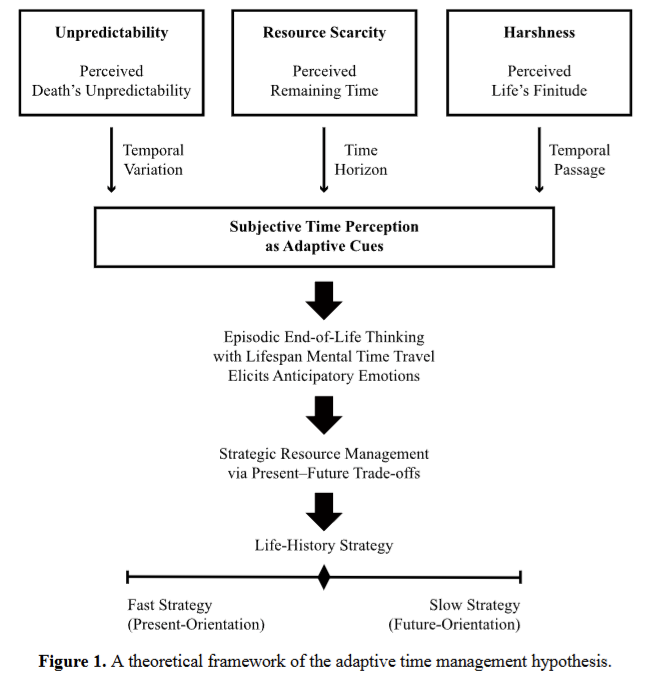 Unpredictability
Perceived
Death's Unpredictability
Resource Scarcity
Perceived
Remaining Time
Harshness
Perceived
Life's Finitude
Temporal
Variation
Time
Horizon
Temporal
Passage
Subjective Time Perception
as Adaptive Cues
Episodic End-of-Life Thinking
with Lifespan Mental Time Travel
Elicits Anticipatory Emotions
Strategic Resource Management
via Present–Future Trade-offs
Life-History Strategy
Fast Strategy
(Present-Orientation)
Slow Strategy
(Future-Orientation)
Figure 1. A theoretical framework of the adaptive time management hypothesis.